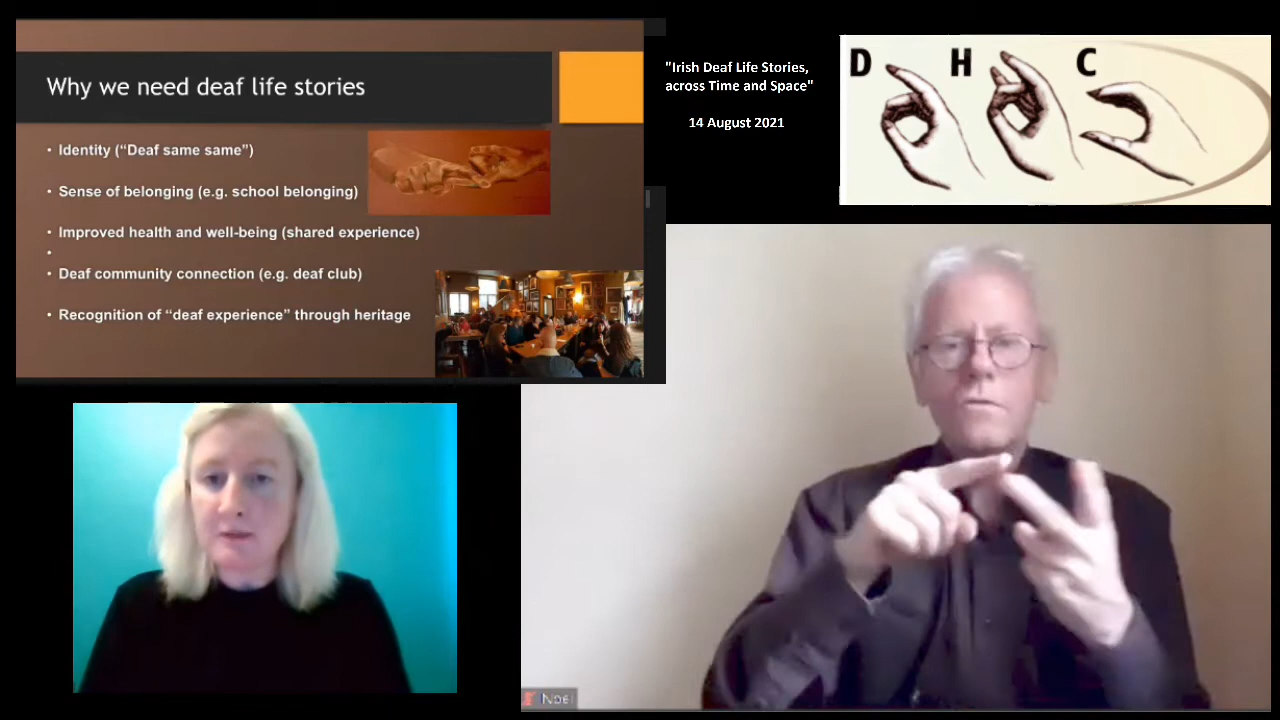 Why we need deaf life stories
• Identity (“Deaf same same”)
• Sense of belonging (e.g. school belonging)
• Improved health and well-being (shared experience)
•
• Deaf community connection (e.g. deaf club)
• Recognition of “deaf experience” through heritage
"Irish Deaf Life Stories,
across Time and Space"
14 August 2021
D H C
Noel